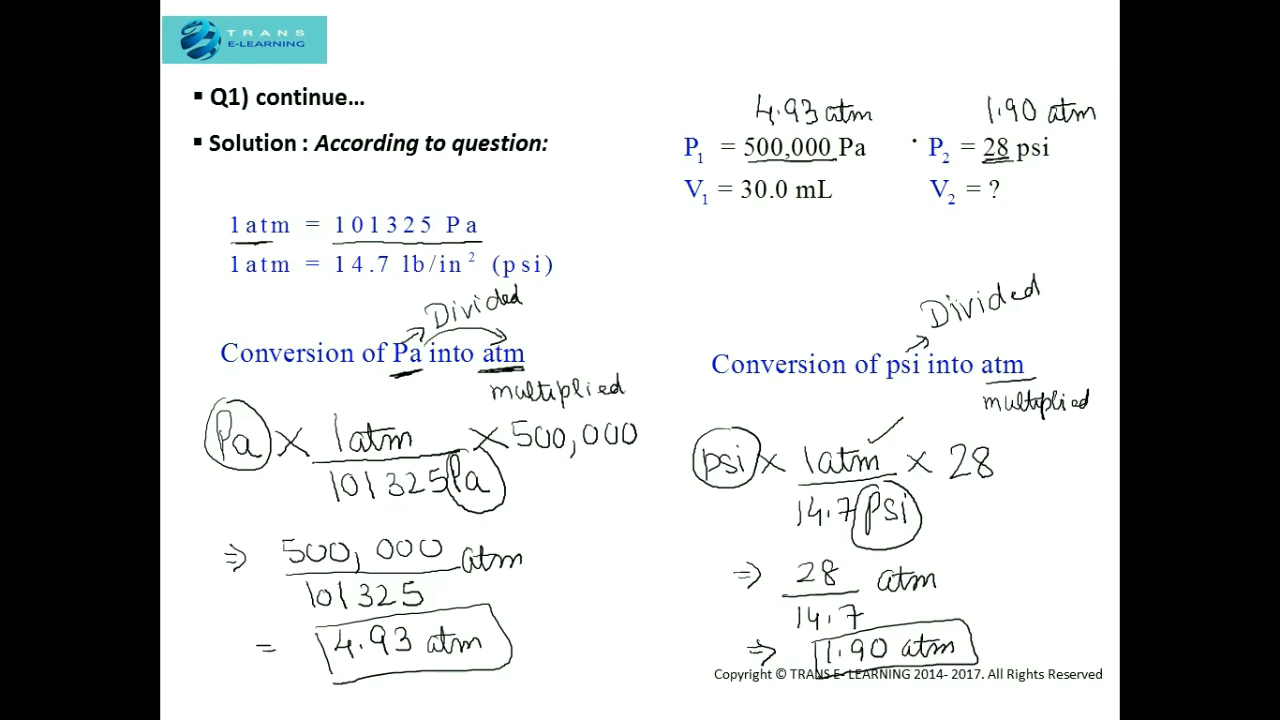 TRANS
E-LEARNING
▪ Q1) continue…
▪ Solution : According to question:
4.93 atm
1.90 atm
P₁ = 500,000 Pa
P₂ = 28 psi
V₁ = 30.0 mL
V₂ = ?
1atm = 101325 Pa
1atm = 14.7 lb/in² (psi)
Divided
Conversion of Pa into atm
multiplied
Pa × 1atm / 101325 Pa × 500,000
⇒ 500,000 / 101325 atm
= 4.93 atm
Divided
Conversion of psi into atm
multiplied
psi × 1atm / 14.7 Psi × 28
⇒ 28 / 14.7 atm
⇒ 1.90 atm
Copyright © TRANS E- LEARNING 2014- 2017. All Rights Reserved